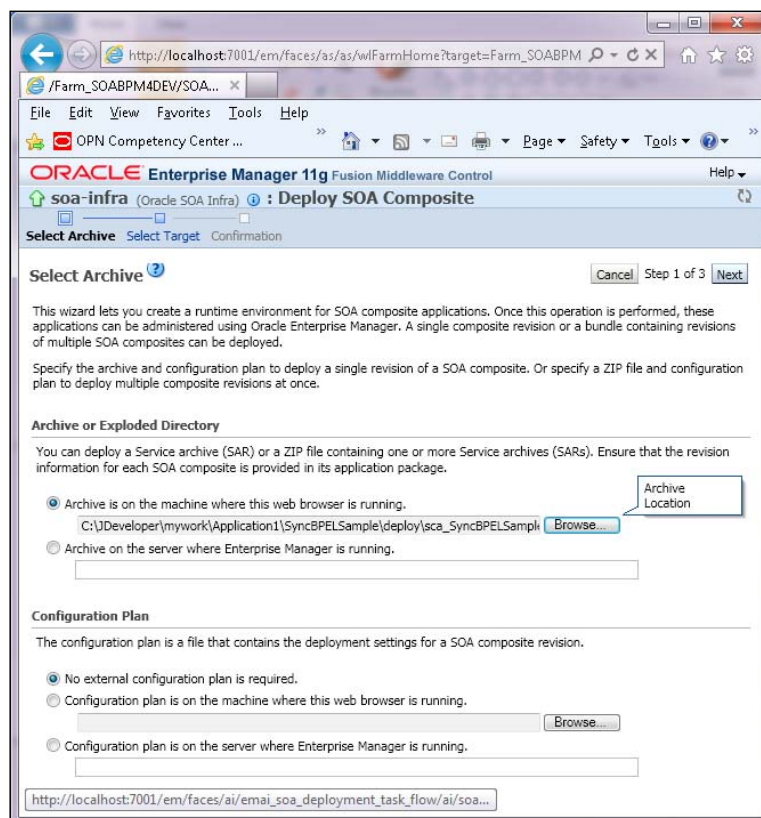 http://localhost:7001/em/faces/as/as/wlFarmHome?target=Farm_SOABPM
/Farm_SOABPM4DEV/SOA...
File Edit View Favorites Tools Help
OPN Competency Center ...
Page Safety Tools
ORACLE Enterprise Manager 11g Fusion Middleware Control
Help
soa-infra (Oracle SOA Infra) : Deploy SOA Composite
Select Archive Select Target Confirmation
Select Archive
Cancel Step 1 of 3 Next
This wizard lets you create a runtime environment for SOA composite applications. Once this operation is performed, these
applications can be administered using Oracle Enterprise Manager. A single composite revision or a bundle containing revisions
of multiple SOA composites can be deployed.
Specify the archive and configuration plan to deploy a single revision of a SOA composite. Or specify a ZIP file and configuration
plan to deploy multiple composite revisions at once.
Archive or Exploded Directory
You can deploy a Service archive (SAR) or a ZIP file containing one or more Service archives (SARs). Ensure that the revision
information for each SOA composite is provided in its application package.
Archive is on the machine where this web browser is running.
Archive
Location
C:\JDeveloper\mywork\Application1\SyncBPELSample\deploy\sca_SyncBPELSample Browse...
Archive on the server where Enterprise Manager is running.
Configuration Plan
The configuration plan is a file that contains the deployment settings for a SOA composite revision.
No external configuration plan is required.
Configuration plan is on the machine where this web browser is running.
Browse...
Configuration plan is on the server where Enterprise Manager is running.
http://localhost:7001/em/faces/ai/emai_soa_deployment_task_flow/ai/soa...